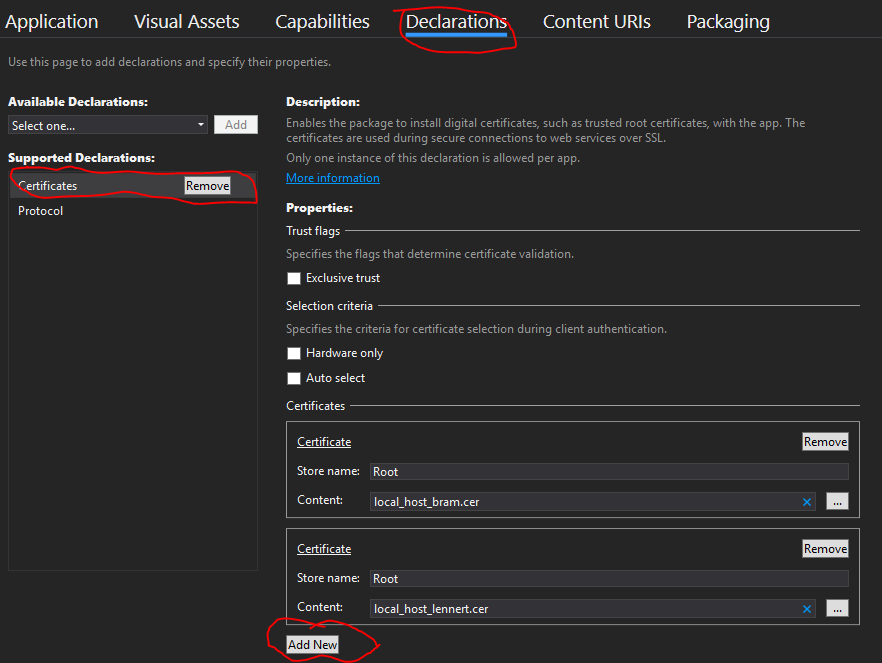 Application Visual Assets Capabilities Declarations Content URIs Packaging
Use this page to add declarations and specify their properties.
Available Declarations:
Select one... Add
Supported Declarations:
Certificates Remove
Protocol
Description:
Enables the package to install digital certificates, such as trusted root certificates, with the app. The
certificates are used during secure connections to web services over SSL.
Only one instance of this declaration is allowed per app.
More information
Properties:
Trust flags
Specifies the flags that determine certificate validation.
Exclusive trust
Selection criteria
Specifies the criteria for certificate selection during client authentication.
Hardware only
Auto select
Certificates
Certificate Remove
Store name: Root
Content: local_host_bram.cer ...
Certificate Remove
Store name: Root
Content: local_host_lennert.cer ...
Add New